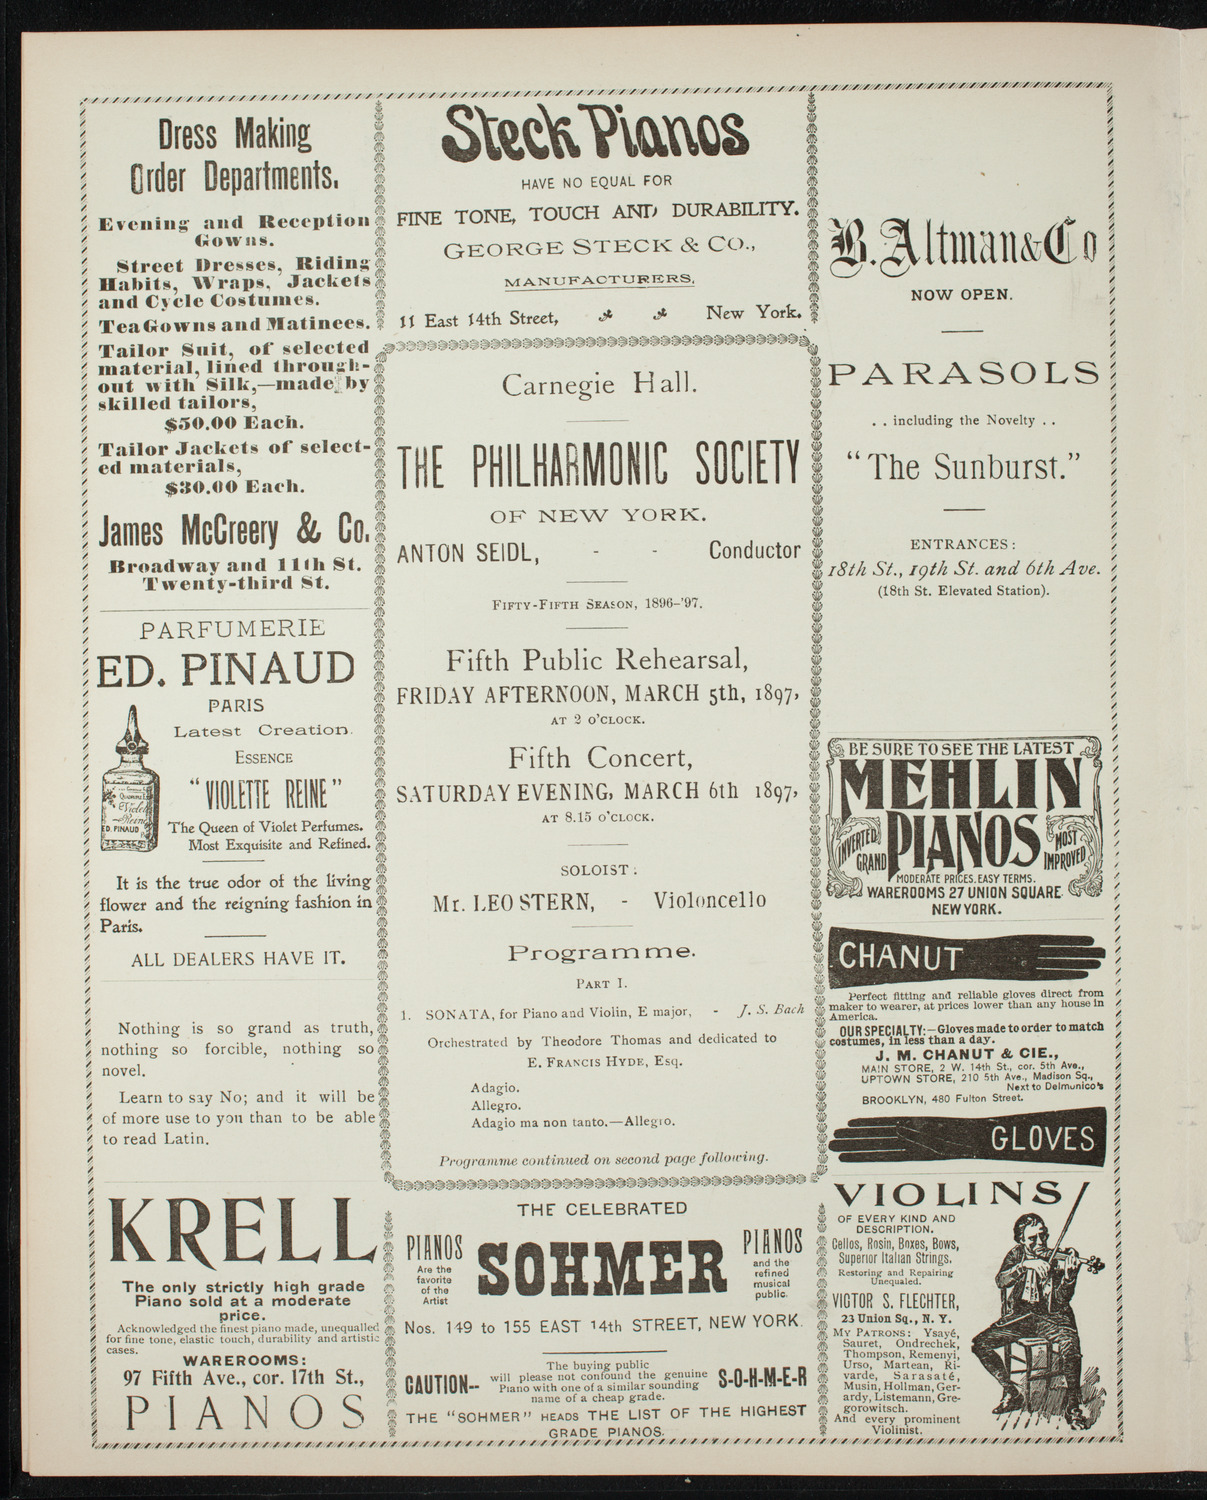 Dress Making
Order Departments.
Evening and Reception
Gowns.
Street Dresses, Riding
Habits, Wraps, Jackets
and Cycle Costumes.
Tea Gowns and Matinees.
Tailor Suit, of selected
material, lined through-
out with Silk,—made by
skilled tailors,
$50.00 Each.
Tailor Jackets of select-
ed materials,
$30.00 Each.
James McCreery & Co.
Broadway and 11th St.
Twenty-third St.
PARFUMERIE
ED. PINAUD
PARIS
Latest Creation.
ESSENCE
"VIOLETTE REINE"
The Queen of Violet Perfumes.
Most Exquisite and Refined.
ED. PINAUD
It is the true odor of the living
flower and the reigning fashion in
Paris.
ALL DEALERS HAVE IT.
Nothing is so grand as truth,
nothing so forcible, nothing so
novel.
Learn to say No; and it will be
of more use to you than to be able
to read Latin.
KRELL
The only strictly high grade
Piano sold at a moderate
price.
Acknowledged the finest piano made, unequalled
for fine tone, elastic touch, durability and artistic
cases.
WAREROOMS:
97 Fifth Ave., cor. 17th St.,
PIANOS
Steck Pianos
HAVE NO EQUAL FOR
FINE TONE, TOUCH AND DURABILITY.
GEORGE STECK & CO.,
MANUFACTURERS,
11 East 14th Street, New York.
Carnegie Hall.
THE PHILHARMONIC SOCIETY
OF NEW YORK.
ANTON SEIDL, - - Conductor
FIFTY-FIFTH SEASON, 1896-'97.
Fifth Public Rehearsal,
FRIDAY AFTERNOON, MARCH 5th, 1897,
AT 2 O'CLOCK.
Fifth Concert,
SATURDAY EVENING, MARCH 6th 1897,
AT 8.15 O'CLOCK.
SOLOIST:
Mr. LEO STERN, - Violoncello
Programme.
PART I.
1. SONATA, for Piano and Violin, E major, - J. S. Bach
Orchestrated by Theodore Thomas and dedicated to
E. FRANCIS HYDE, Esq.
Adagio.
Allegro.
Adagio ma non tanto.—Allegro.
Programme continued on second page following.
THE CELEBRATED
PIANOS SOHMER PIANOS
Are the
favorite
of the
Artist
and the
refined
musical
public.
Nos. 149 to 155 EAST 14th STREET, NEW YORK.
CAUTION--
The buying public
will please not confound the genuine
Piano with one of a similar sounding
name of a cheap grade.
S-O-H-M-E-R
THE "SOHMER" HEADS THE LIST OF THE HIGHEST
GRADE PIANOS.
B. Altman & Co
NOW OPEN.
PARASOLS
. . including the Novelty . .
"The Sunburst."
ENTRANCES:
18th St., 19th St. and 6th Ave.
(18th St. Elevated Station).
BE SURE TO SEE THE LATEST
MEHLIN
PIANOS
INVERTED
GRAND
MOST
IMPROVED
MODERATE PRICES. EASY TERMS.
WAREROOMS 27 UNION SQUARE
NEW YORK.
CHANUT
Perfect fitting and reliable gloves direct from
maker to wearer, at prices lower than any house in
America.
OUR SPECIALTY:—Gloves made to order to match
costumes, in less than a day.
J. M. CHANUT & CIE.,
MAIN STORE, 2 W. 14th St., cor. 5th Ave.,
UPTOWN STORE, 210 5th Ave., Madison Sq.,
Next to Delmonico's
BROOKLYN, 480 Fulton Street.
GLOVES
VIOLINS
OF EVERY KIND AND
DESCRIPTION,
Cellos, Rosin, Boxes, Bows,
Superior Italian Strings.
Restoring and Repairing
Unequaled.
VICTOR S. FLECHTER,
23 Union Sq., N. Y.
MY PATRONS: Ysayé,
Sauret, Ondrechek,
Thompson, Remenyi,
Urso, Martean, Ri-
varde, Sarasaté,
Musin, Hollman, Ger-
ardy, Listemann, Gre-
gorowitsch.
And every prominent
Violinist.